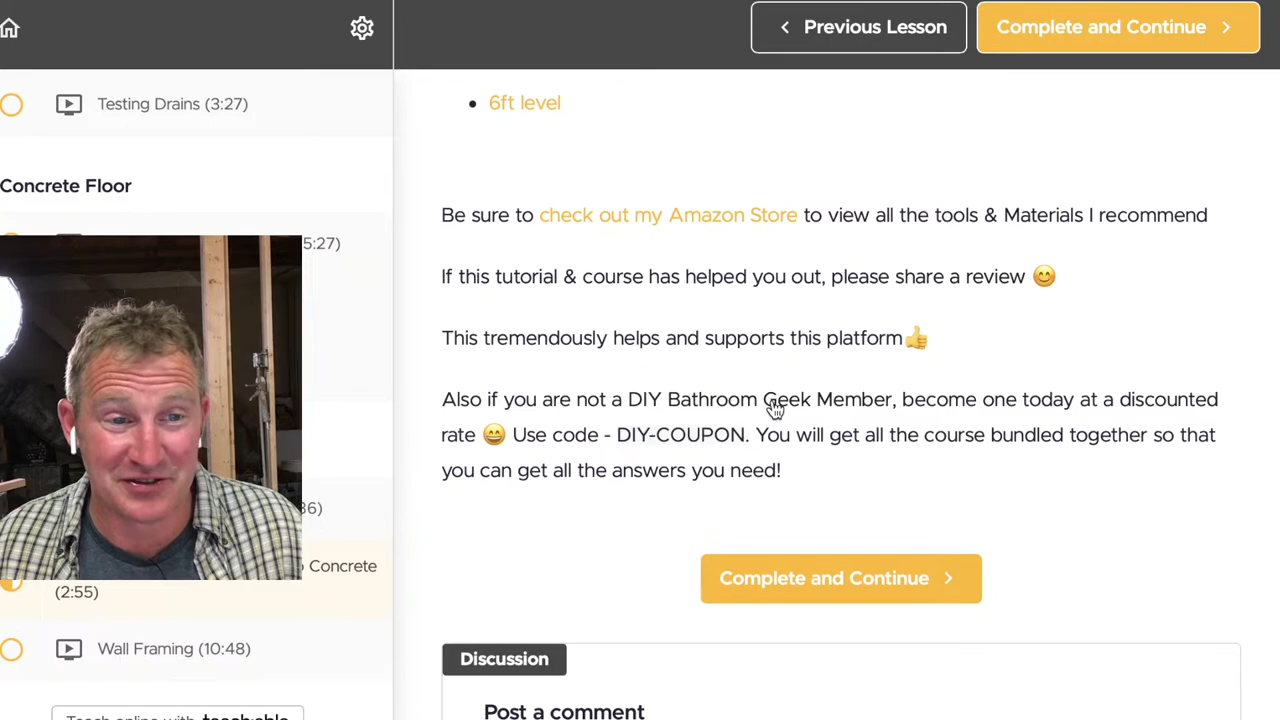 Previous Lesson
Complete and Continue
Testing Drains (3:27)
Concrete Floor
5:27)
36)
Concrete
(2:55)
Wall Framing (10:48)
Teach online with
6ft level
Be sure to check out my Amazon Store to view all the tools & Materials I recommend
If this tutorial & course has helped you out, please share a review 😊
This tremendously helps and supports this platform👍
Also if you are not a DIY Bathroom Geek Member, become one today at a discounted
rate 😄 Use code - DIY-COUPON. You will get all the course bundled together so that
you can get all the answers you need!
Complete and Continue
Discussion
Post a comment